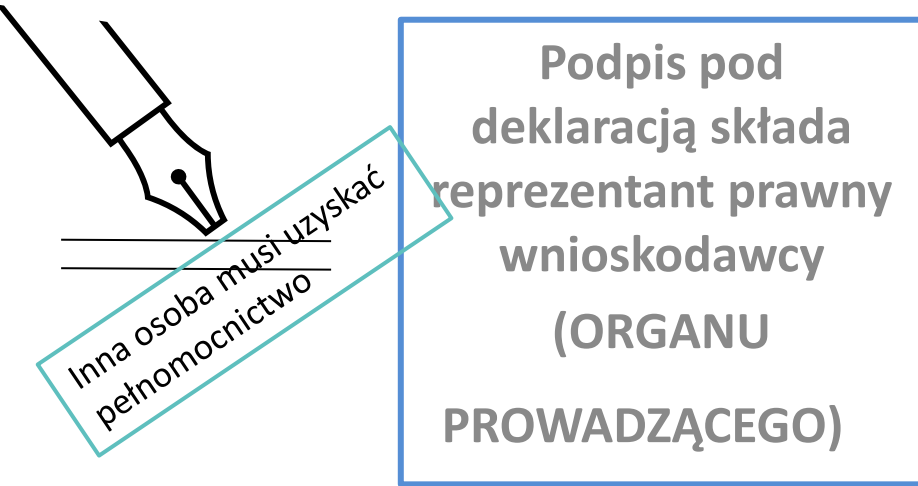 Podpis pod
deklaracją składa
reprezentant prawny
wnioskodawcy
(ORGANU
PROWADZĄCEGO)
Inna osoba musi uzyskać
pełnomocnictwo